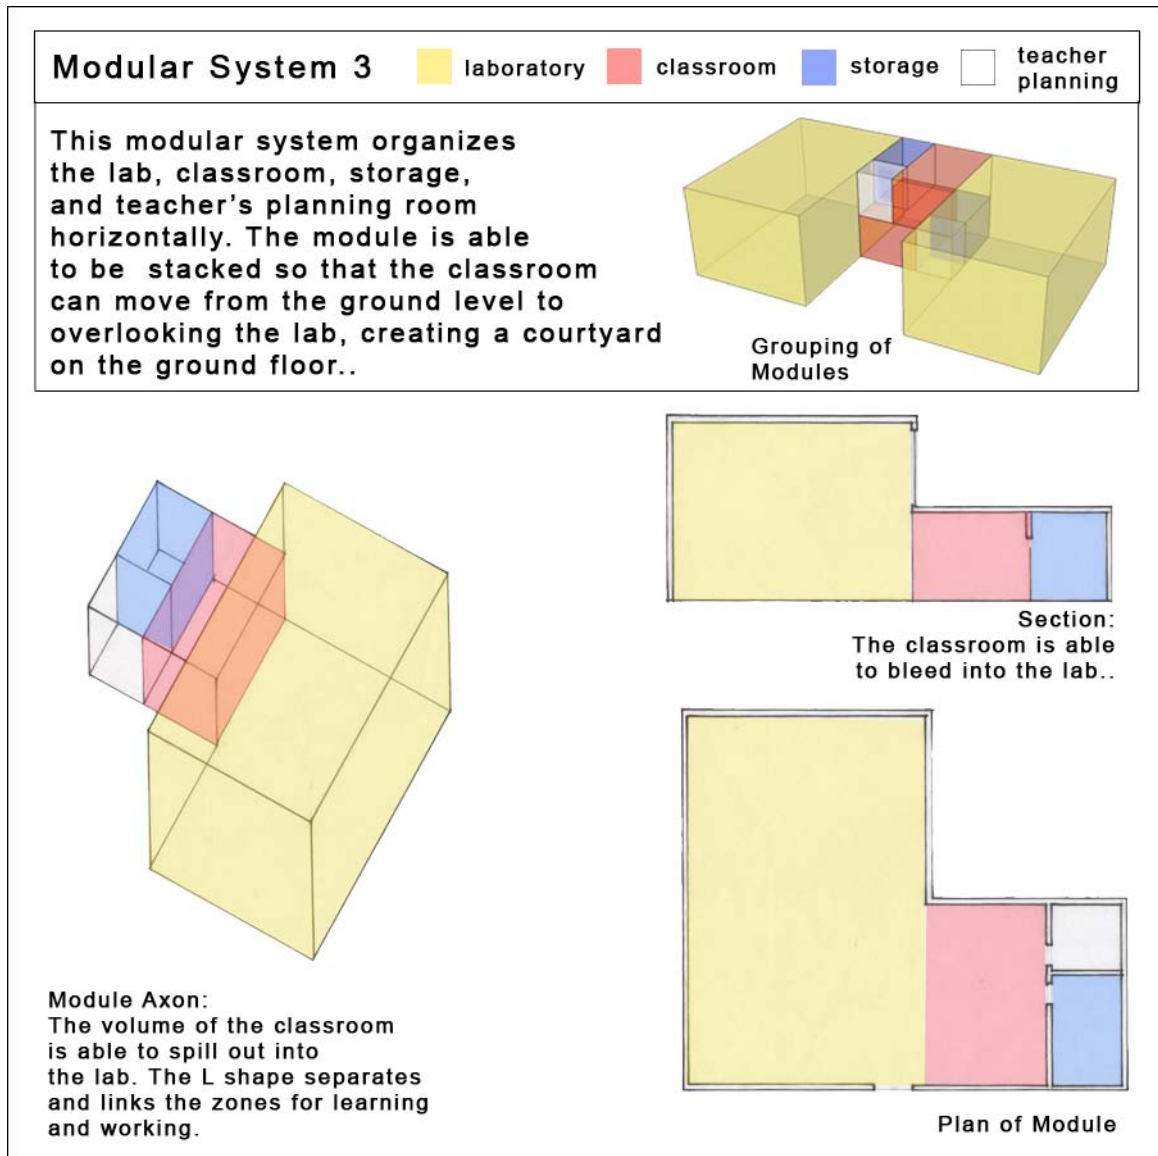 Modular System 3
laboratory
classroom
storage
teacher
planning
This modular system organizes
the lab, classroom, storage,
and teacher's planning room
horizontally. The module is able
to be stacked so that the classroom
can move from the ground level to
overlooking the lab, creating a courtyard
on the ground floor..
Grouping of
Modules
Section:
The classroom is able
to bleed into the lab..
Module Axon:
The volume of the classroom
is able to spill out into
the lab. The L shape separates
and links the zones for learning
and working.
Plan of Module